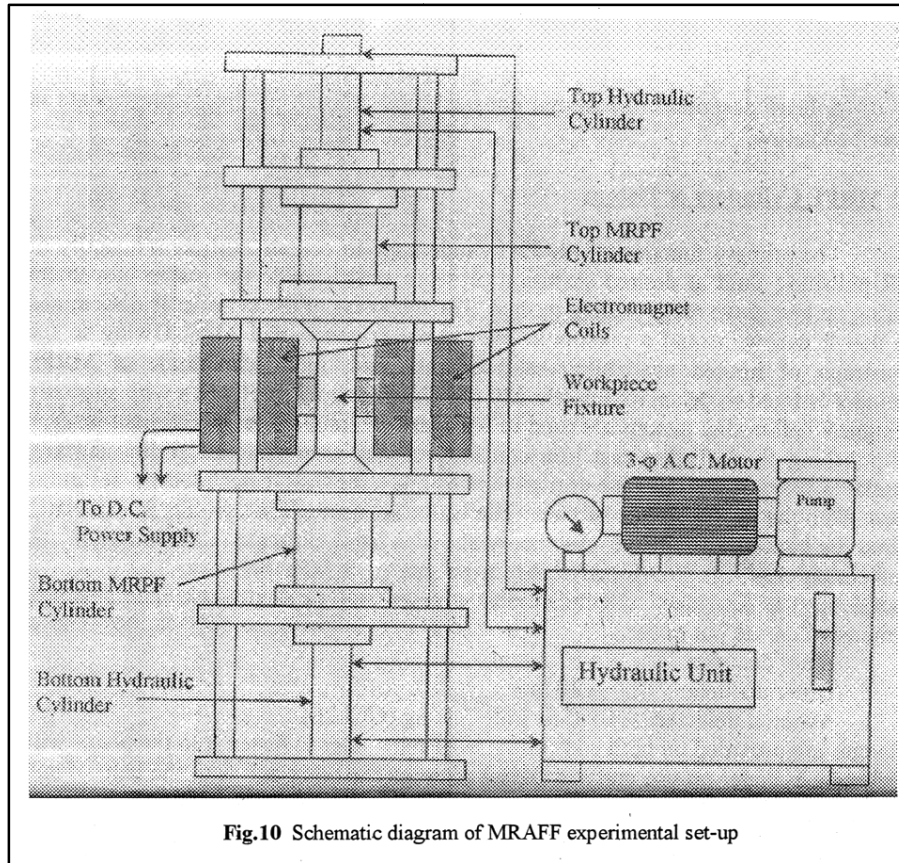 Top Hydraulic
Cylinder
Top MRPF
Cylinder
Electromagnet
Coils
Workpiece
Fixture
3-φ A.C. Motor
Pump
To D.C.
Power Supply
Bottom MRPF
Cylinder
Hydraulic Unit
Bottom Hydraulic
Cylinder
Fig.10 Schematic diagram of MRAFF experimental set-up